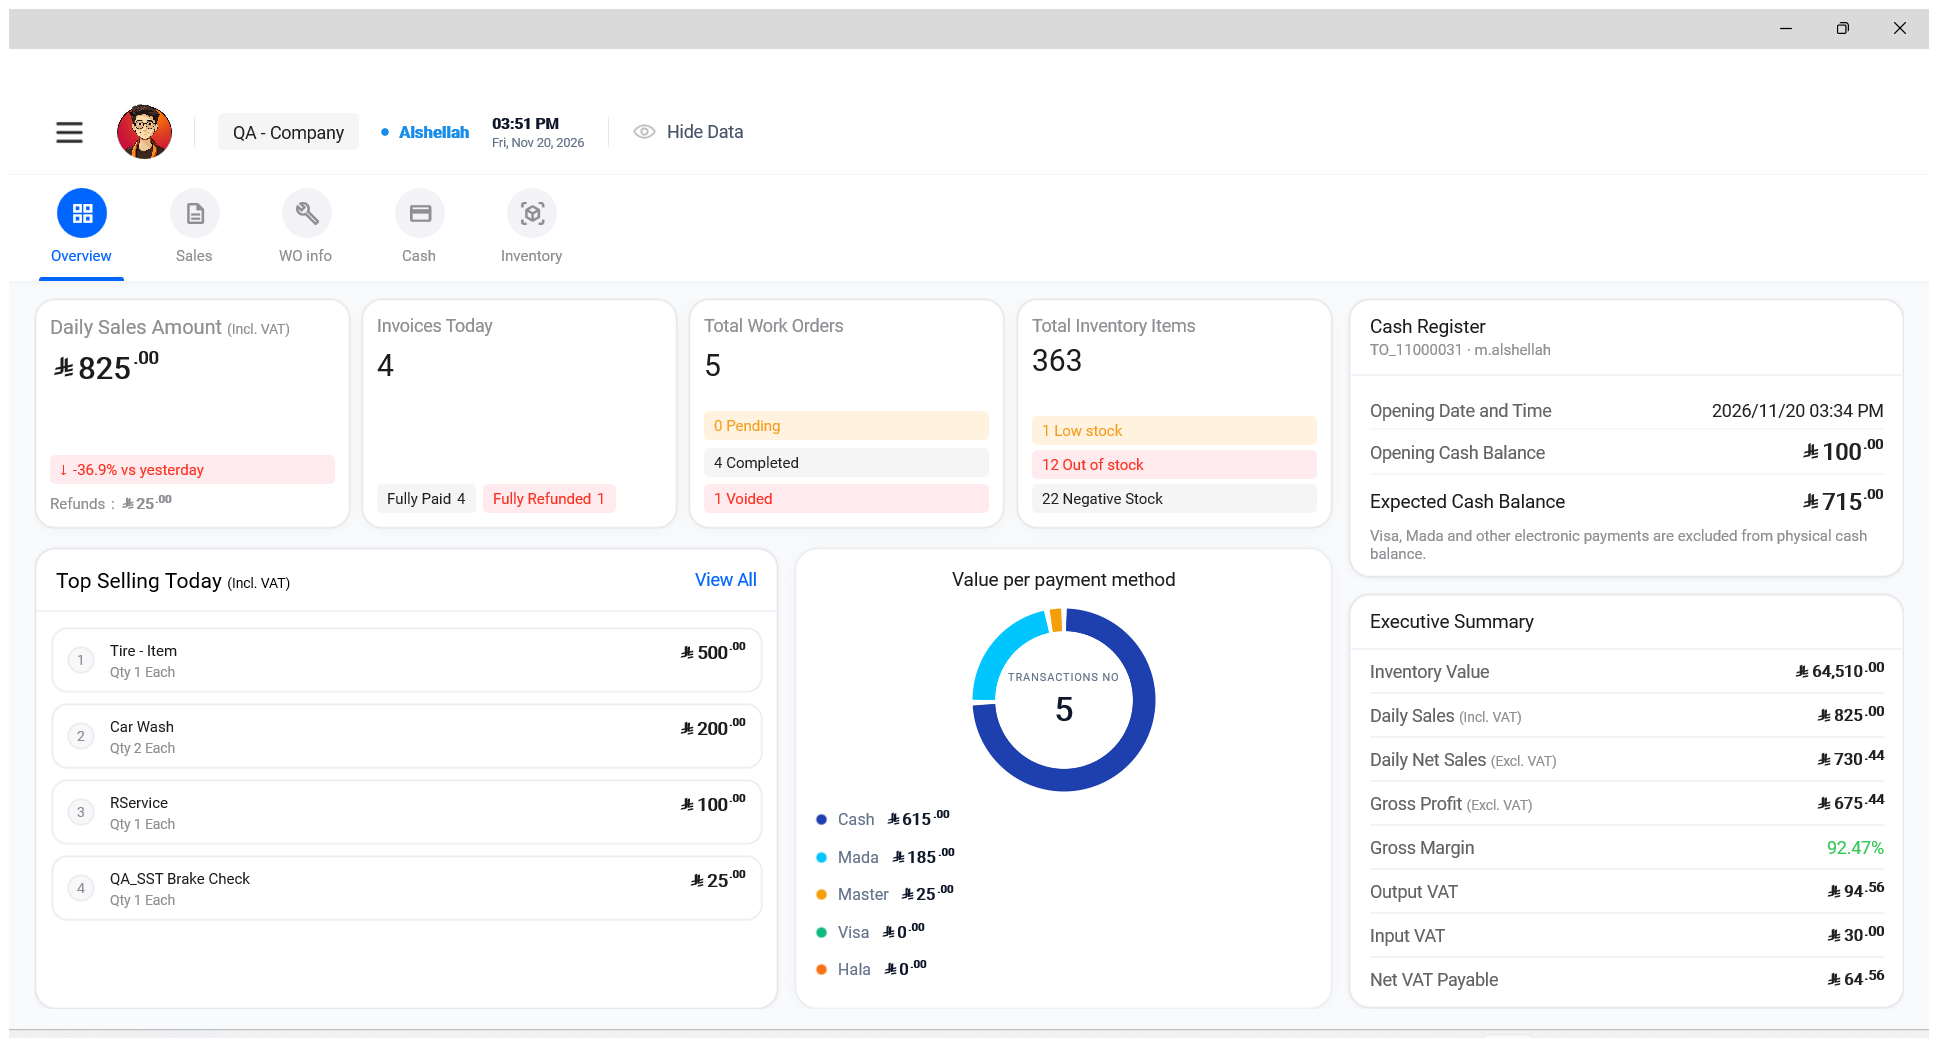 QA - Company
Alshellah
03:51 PM
Fri, Nov 20, 2026
Hide Data
Overview
Sales
WO info
Cash
Inventory
Daily Sales Amount (Incl. VAT)
⃁ 825.00
↓ -36.9% vs yesterday
Refunds : ⃁ 25.00
Invoices Today
4
Fully Paid 4
Fully Refunded 1
Total Work Orders
5
0 Pending
4 Completed
1 Voided
Total Inventory Items
363
1 Low stock
12 Out of stock
22 Negative Stock
Cash Register
TO_11000031 · m.alshellah
Opening Date and Time 2026/11/20 03:34 PM
Opening Cash Balance ⃁ 100.00
Expected Cash Balance ⃁ 715.00
Visa, Mada and other electronic payments are excluded from physical cash
balance.
Top Selling Today (Incl. VAT)
View All
1
Tire - Item
Qty 1 Each
⃁ 500.00
2
Car Wash
Qty 2 Each
⃁ 200.00
3
RService
Qty 1 Each
⃁ 100.00
4
QA_SST Brake Check
Qty 1 Each
⃁ 25.00
Value per payment method
TRANSACTIONS NO
5
Cash ⃁ 615.00
Mada ⃁ 185.00
Master ⃁ 25.00
Visa ⃁ 0.00
Hala ⃁ 0.00
Executive Summary
Inventory Value ⃁ 64,510.00
Daily Sales (Incl. VAT) ⃁ 825.00
Daily Net Sales (Excl. VAT) ⃁ 730.44
Gross Profit (Excl. VAT) ⃁ 675.44
Gross Margin 92.47%
Output VAT ⃁ 94.56
Input VAT ⃁ 30.00
Net VAT Payable ⃁ 64.56